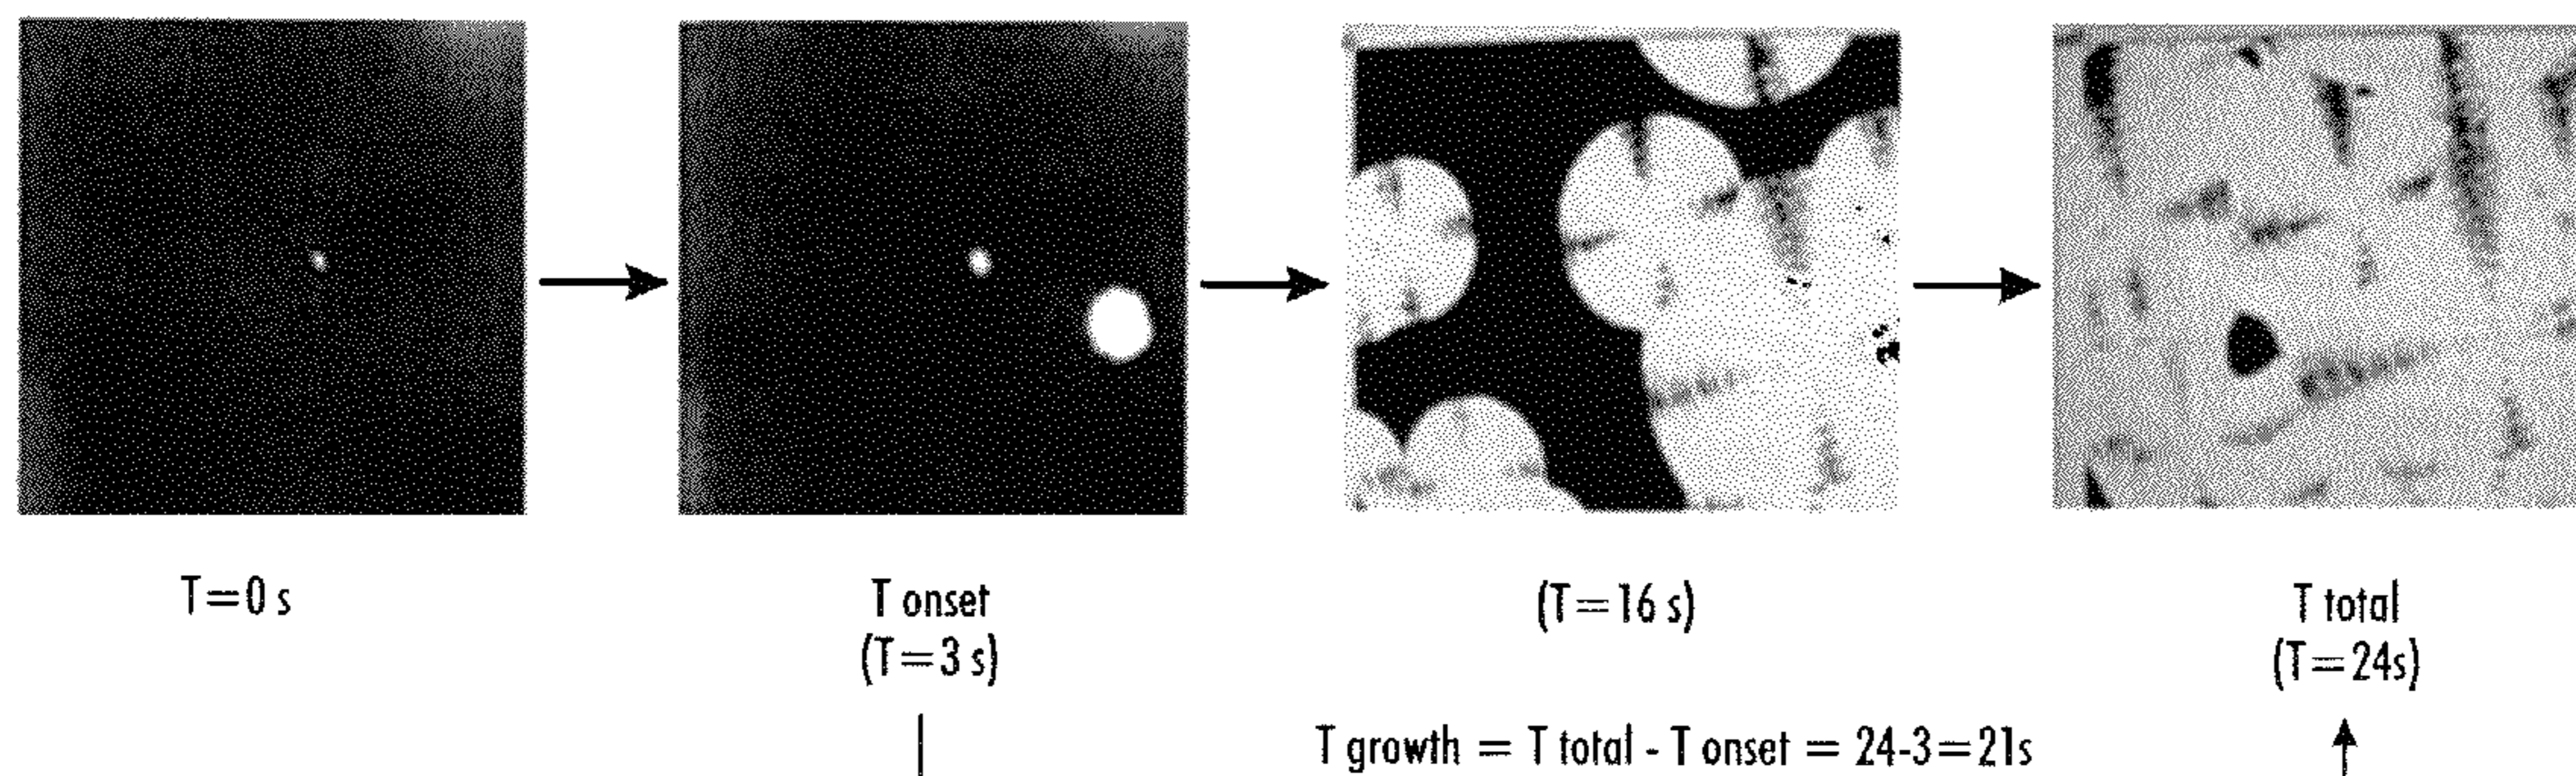 T=0 s
T onset
(T=3 s)
(T=16 s)
T total
(T=24s)
T growth = T total - T onset = 24-3=21s